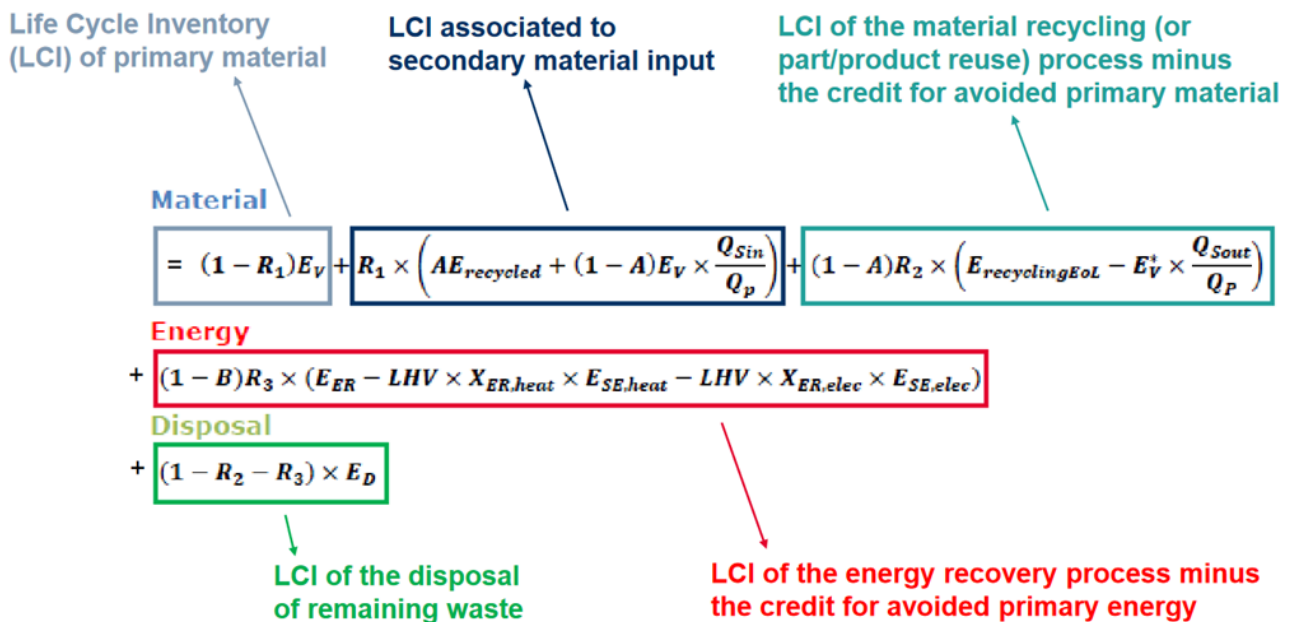 Life Cycle Inventory
(LCI) of primary material
LCI associated to
secondary material input
LCI of the material recycling (or
part/product reuse) process minus
the credit for avoided primary material
Material
= (1 − R₁)E_V + R₁ × (AE_recycled + (1 − A)E_V × Q_Sin/Q_p) + (1 − A)R₂ × (E_recyclingEoL − E*_V × Q_Sout/Q_P)
Energy
+ (1 − B)R₃ × (E_ER − LHV × X_ER,heat × E_SE,heat − LHV × X_ER,elec × E_SE,elec)
Disposal
+ (1 − R₂ − R₃) × E_D
LCI of the disposal
of remaining waste
LCI of the energy recovery process minus
the credit for avoided primary energy